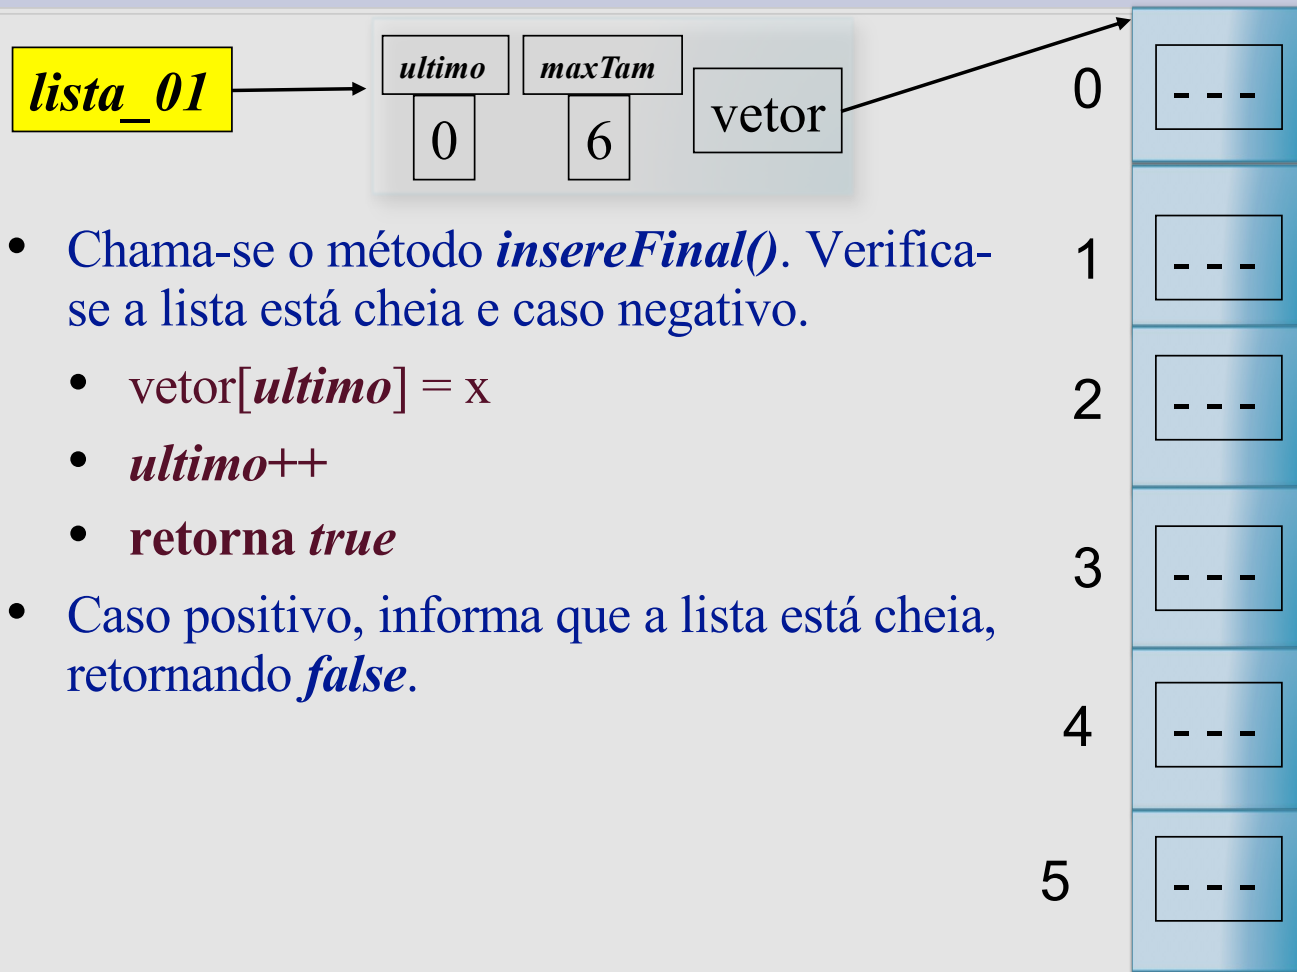 lista_01
ultimo
maxTam
0
6
vetor
• Chama-se o método insereFinal(). Verifica-
se a lista está cheia e caso negativo.
• vetor[ultimo] = x
• ultimo++
• retorna true
• Caso positivo, informa que a lista está cheia,
retornando false.
0 ---
1 ---
2 ---
3 ---
4 ---
5 ---